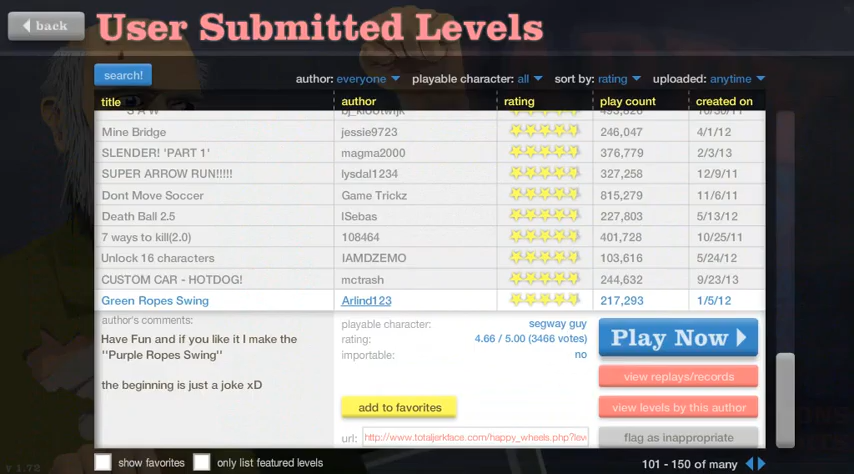 back
User Submitted Levels
search!
author: everyone playable character: all sort by: rating uploaded: anytime
title author rating play count created on
Mine Bridge jessie9723 246,047 4/1/12
SLENDER! 'PART 1' magma2000 376,779 2/3/13
SUPER ARROW RUN!!!!! lysdal1234 327,258 12/9/11
Dont Move Soccer Game Trickz 815,279 11/6/11
Death Ball 2.5 ISebas 227,803 5/13/12
7 ways to kill(2.0) 108464 401,728 10/25/11
Unlock 16 characters IAMDZEMO 103,616 5/24/12
CUSTOM CAR - HOTDOG! mctrash 244,632 9/23/13
Green Ropes Swing Arlind123 217,293 1/5/12
author's comments:
Have Fun and if you like it I make the
"Purple Ropes Swing"
the beginning is just a joke xD
playable character: segway guy
rating: 4.66 / 5.00 (3466 votes)
importable: no
add to favorites
url: http://www.totaljerkface.com/happy_wheels.php?lev
Play Now
view replays/records
view levels by this author
flag as inappropriate
v 1.72
show favorites only list featured levels
101 - 150 of many